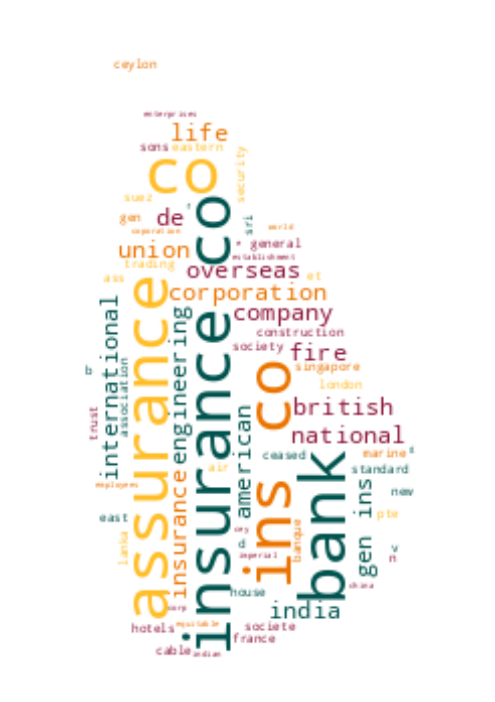 ceylon
enterprises
life
sons eastern
co
security
suez
gen de
sri
corporation
world
union
general
establishment
trading
overseas
ass
et
corporation
insurance co
assurance
international
company
construction
engineering
society fire
association
singapore
london
trust
british
american
national
ins co
ceased
marine
bank
air
standard
insurance
employees
new
gen ins
east
pte
banque
lanka
d
imperial
v
n
china
house
corp
india
equitable
hotels
societe
france
cable
indian